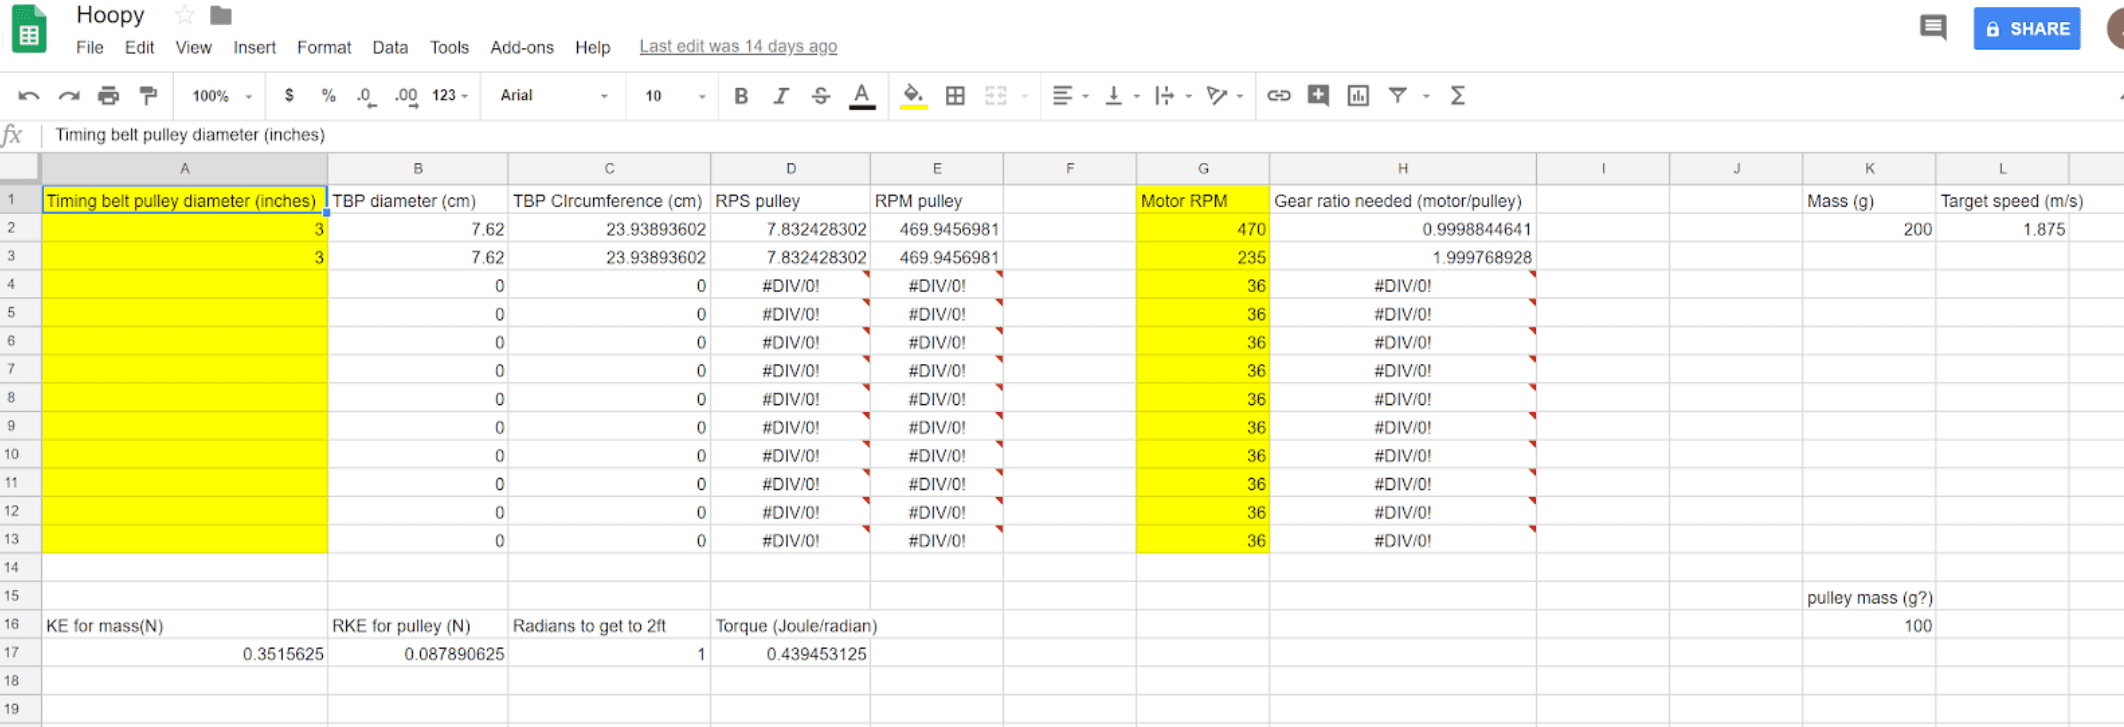 Hoopy
File Edit View Insert Format Data Tools Add-ons Help Last edit was 14 days ago
SHARE
100% $ % .0 .00 123 Arial 10 B I S A Σ
fx Timing belt pulley diameter (inches)
A B C D E F G H I J K L
1 Timing belt pulley diameter (inches) TBP diameter (cm) TBP CIrcumference (cm) RPS pulley RPM pulley Motor RPM Gear ratio needed (motor/pulley) Mass (g) Target speed (m/s)
2 3 7.62 23.93893602 7.832428302 469.9456981 470 0.9998844641 200 1.875
3 3 7.62 23.93893602 7.832428302 469.9456981 235 1.999768928
4 0 0 #DIV/0! #DIV/0! 36 #DIV/0!
5 0 0 #DIV/0! #DIV/0! 36 #DIV/0!
6 0 0 #DIV/0! #DIV/0! 36 #DIV/0!
7 0 0 #DIV/0! #DIV/0! 36 #DIV/0!
8 0 0 #DIV/0! #DIV/0! 36 #DIV/0!
9 0 0 #DIV/0! #DIV/0! 36 #DIV/0!
10 0 0 #DIV/0! #DIV/0! 36 #DIV/0!
11 0 0 #DIV/0! #DIV/0! 36 #DIV/0!
12 0 0 #DIV/0! #DIV/0! 36 #DIV/0!
13 0 0 #DIV/0! #DIV/0! 36 #DIV/0!
14
15 pulley mass (g?)
16 KE for mass(N) RKE for pulley (N) Radians to get to 2ft Torque (Joule/radian) 100
17 0.3515625 0.087890625 1 0.439453125
18
19